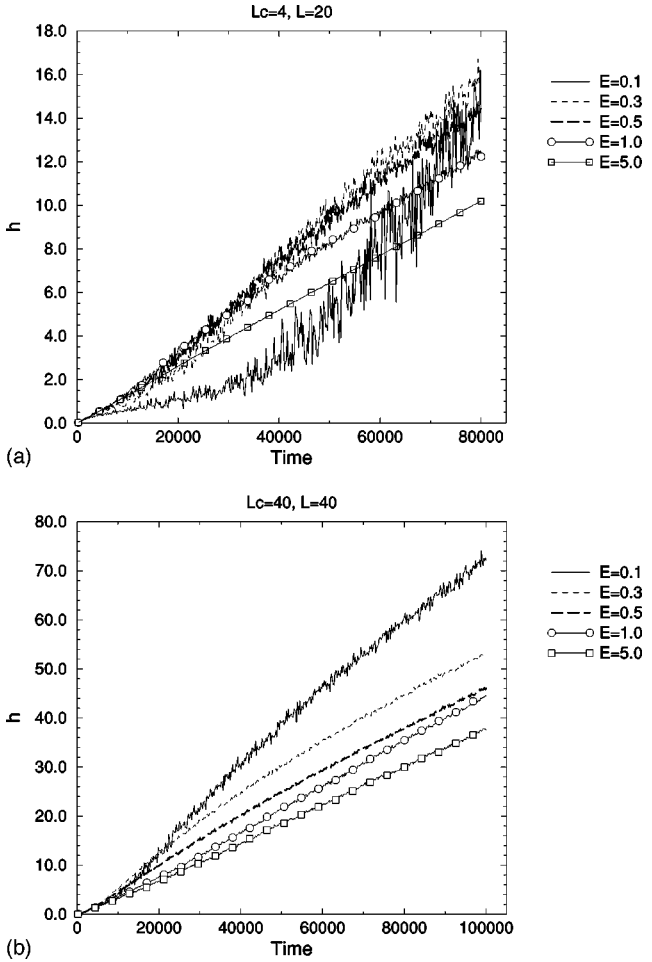 Lc=4, L=20
18.0
16.0
14.0
12.0
10.0
8.0
6.0
4.0
2.0
0.0
h
0
20000
40000
60000
80000
Time
E=0.1
E=0.3
E=0.5
E=1.0
E=5.0
(a)
Lc=40, L=40
80.0
70.0
60.0
50.0
40.0
30.0
20.0
10.0
0.0
h
0
20000
40000
60000
80000
100000
Time
E=0.1
E=0.3
E=0.5
E=1.0
E=5.0
(b)